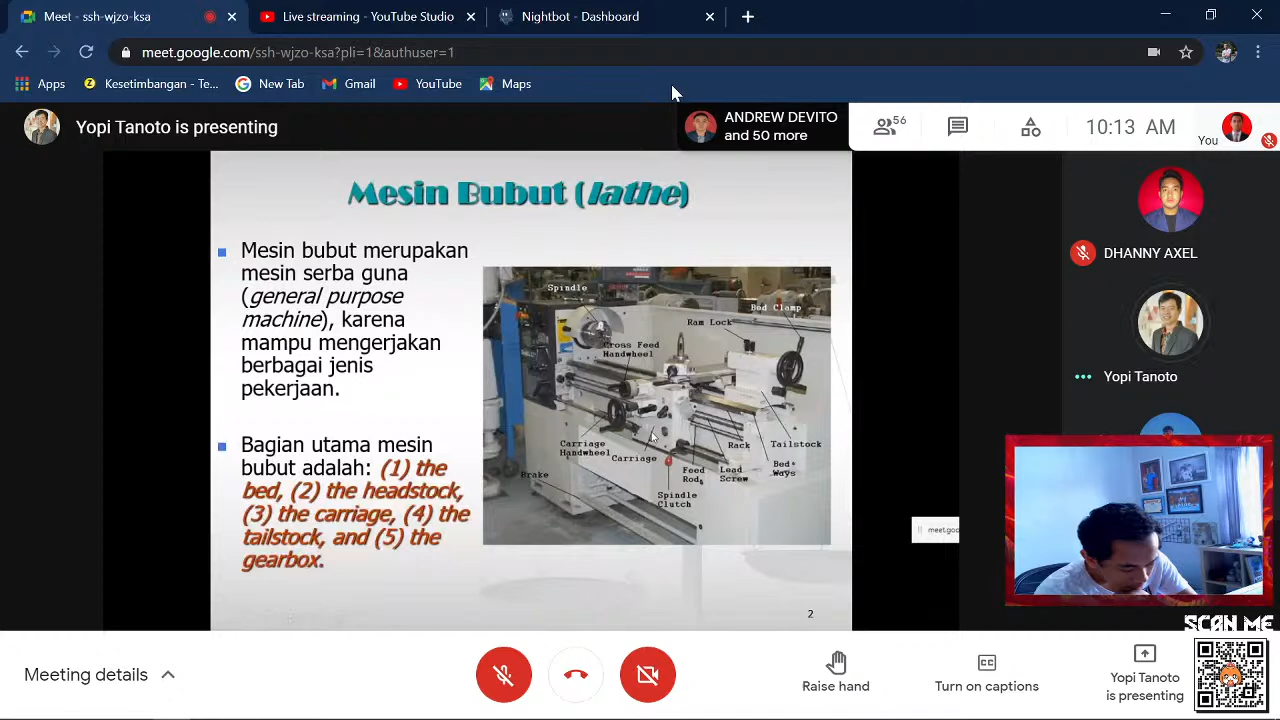 Meet - ssh-wjzo-ksa
Live streaming - YouTube Studio
Nightbot - Dashboard
meet.google.com/ssh-wjzo-ksa?pli=1&authuser=1
Apps
Kesetimbangan - Te...
New Tab
Gmail
YouTube
Maps
Yopi Tanoto is presenting
ANDREW DEVITO
and 50 more
56
10:13 AM
You
Mesin Bubut (lathe)
Mesin bubut merupakan
mesin serba guna
(general purpose
machine), karena
mampu mengerjakan
berbagai jenis
pekerjaan.
Bagian utama mesin
bubut adalah: (1) the
bed, (2) the headstock,
(3) the carriage, (4) the
tailstock, and (5) the
gearbox.
Spindle
Bed Clamp
Ram Lock
Cross Feed
Handwheel
Carriage
Handwheel
Carriage
Brake
Spindle
Clutch
Feed
Rod
Lead
Screw
Rack
Bed
Ways
Tailstock
2
DHANNY AXEL
Yopi Tanoto
meet.goo
SCAN ME
Meeting details
Raise hand
Turn on captions
Yopi Tanoto
is presenting